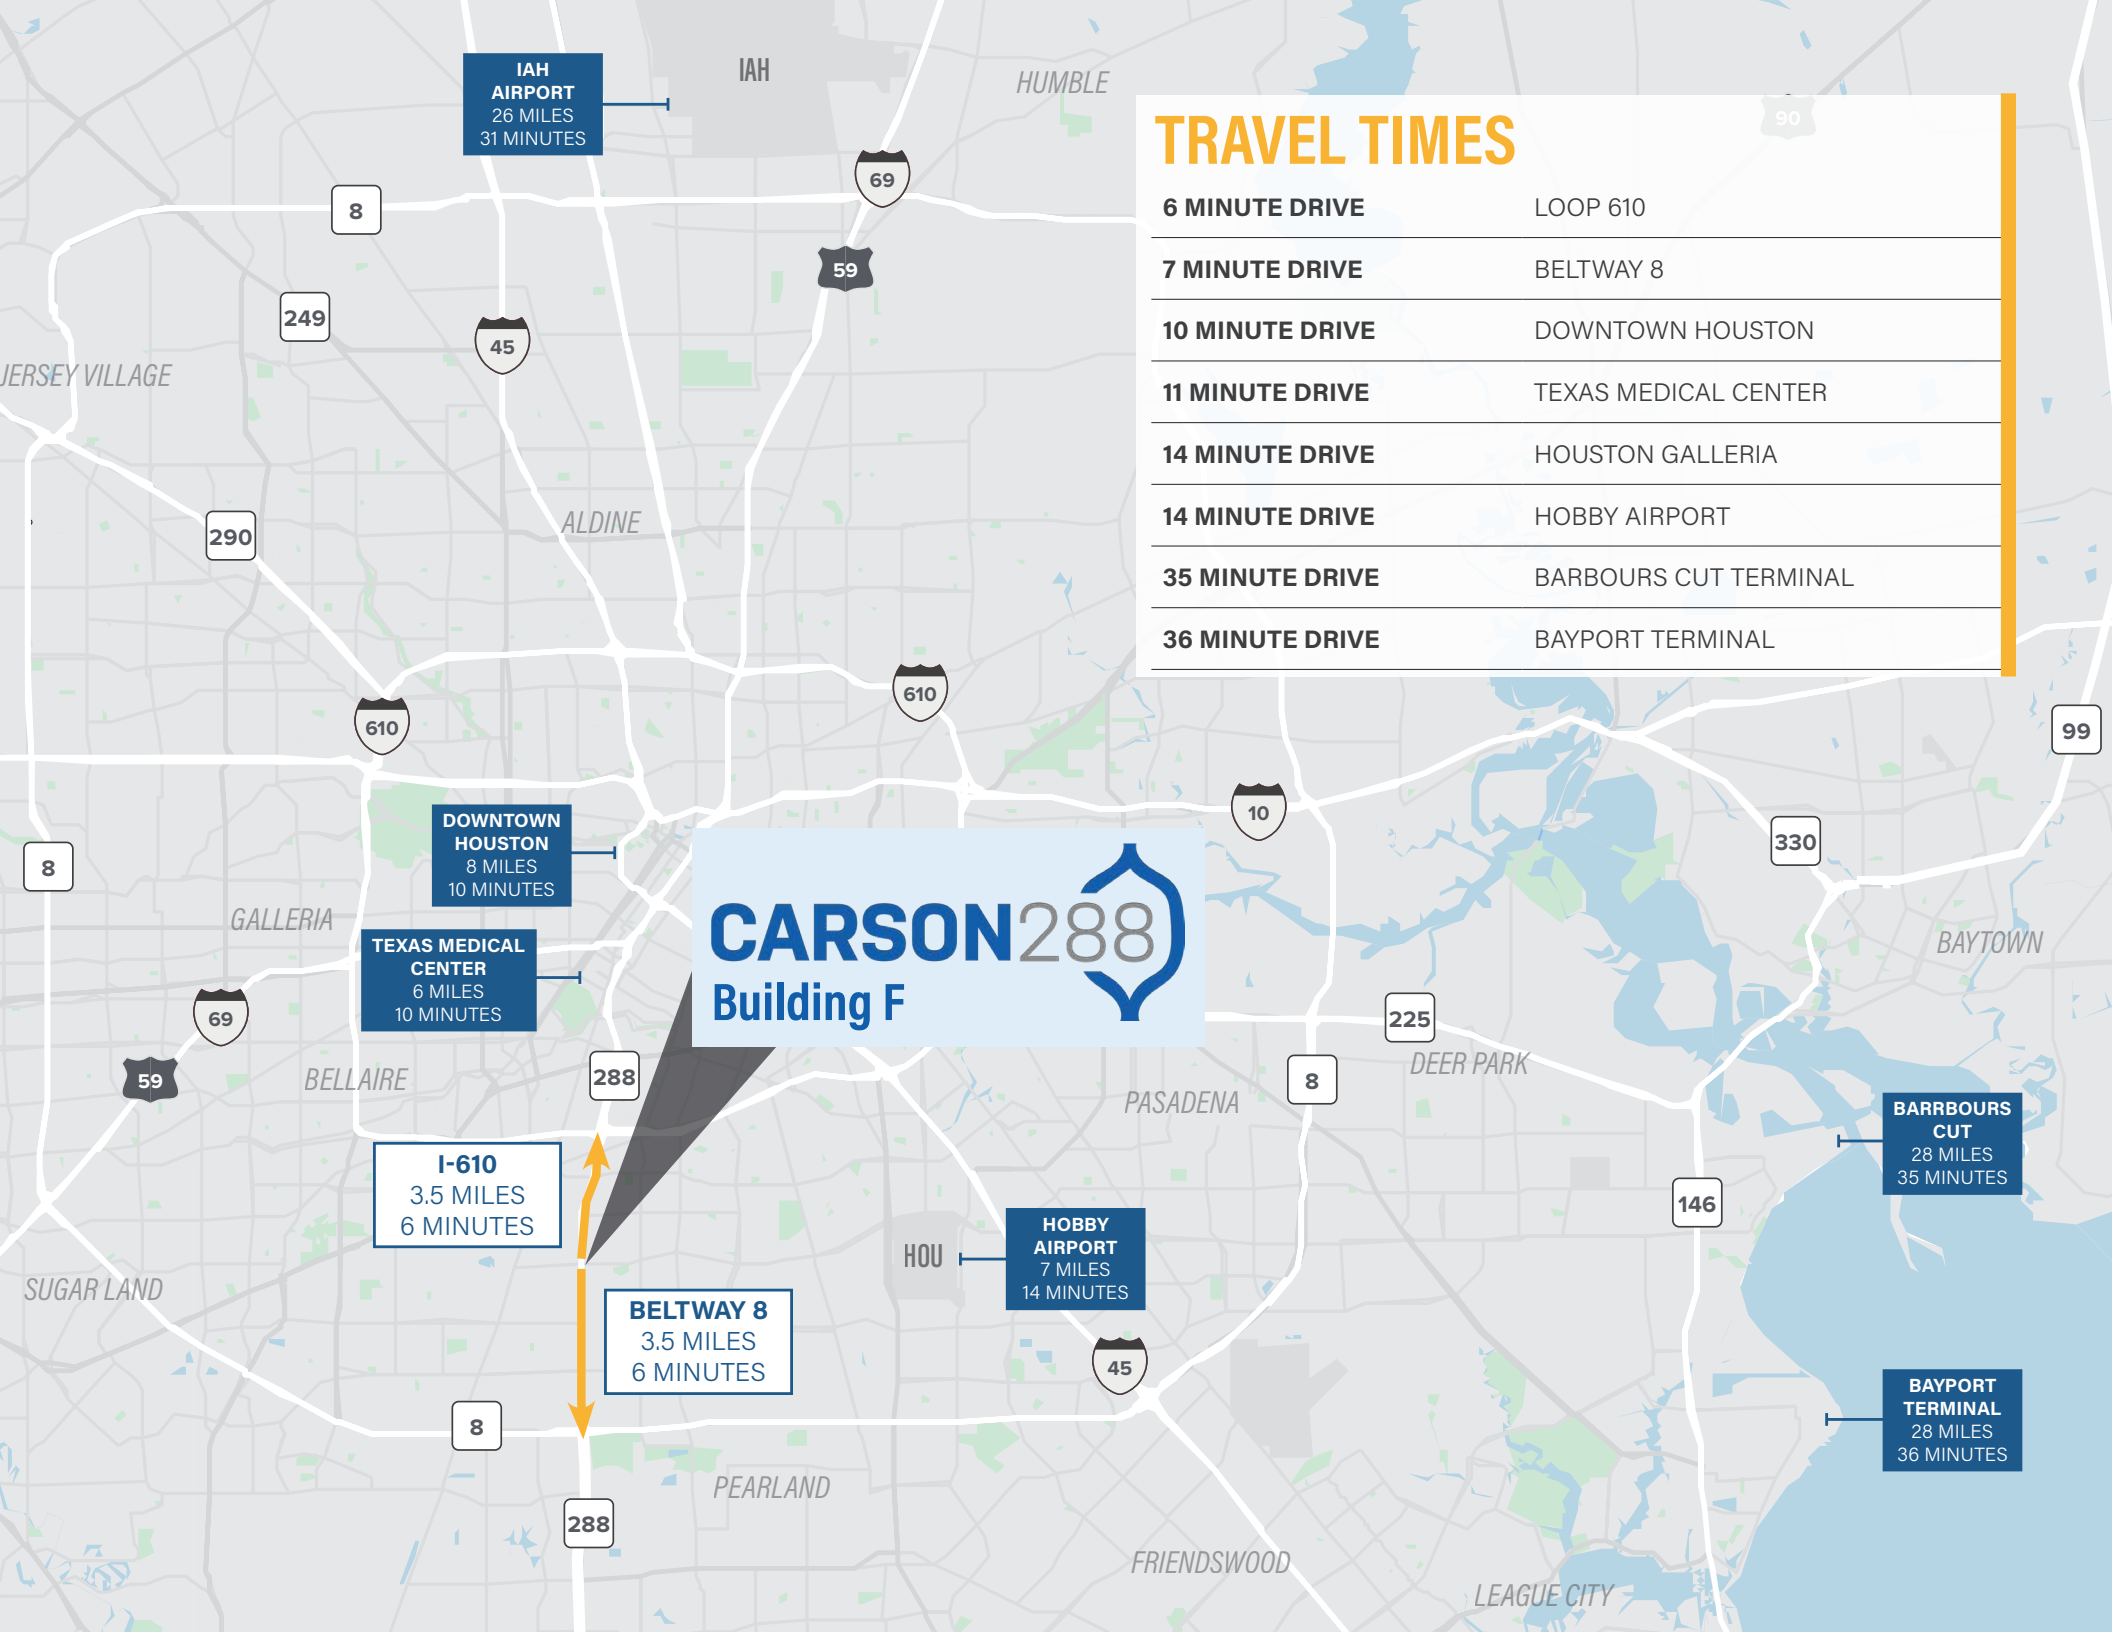 IAH
AIRPORT
26 MILES
31 MINUTES
IAH
HUMBLE
69
8
59
249
45
JERSEY VILLAGE
290
ALDINE
610
610
TRAVEL TIMES
90
6 MINUTE DRIVE LOOP 610
7 MINUTE DRIVE BELTWAY 8
10 MINUTE DRIVE DOWNTOWN HOUSTON
11 MINUTE DRIVE TEXAS MEDICAL CENTER
14 MINUTE DRIVE HOUSTON GALLERIA
14 MINUTE DRIVE HOBBY AIRPORT
35 MINUTE DRIVE BARBOURS CUT TERMINAL
36 MINUTE DRIVE BAYPORT TERMINAL
99
10
330
8
DOWNTOWN
HOUSTON
8 MILES
10 MINUTES
GALLERIA
TEXAS MEDICAL
CENTER
6 MILES
10 MINUTES
CARSON288
Building F
BAYTOWN
69
225
59
BELLAIRE
288
DEER PARK
8
PASADENA
BARRBOURS
CUT
28 MILES
35 MINUTES
I-610
3.5 MILES
6 MINUTES
146
HOU
HOBBY
AIRPORT
7 MILES
14 MINUTES
SUGAR LAND
BELTWAY 8
3.5 MILES
6 MINUTES
45
BAYPORT
TERMINAL
28 MILES
36 MINUTES
8
PEARLAND
288
FRIENDSWOOD
LEAGUE CITY